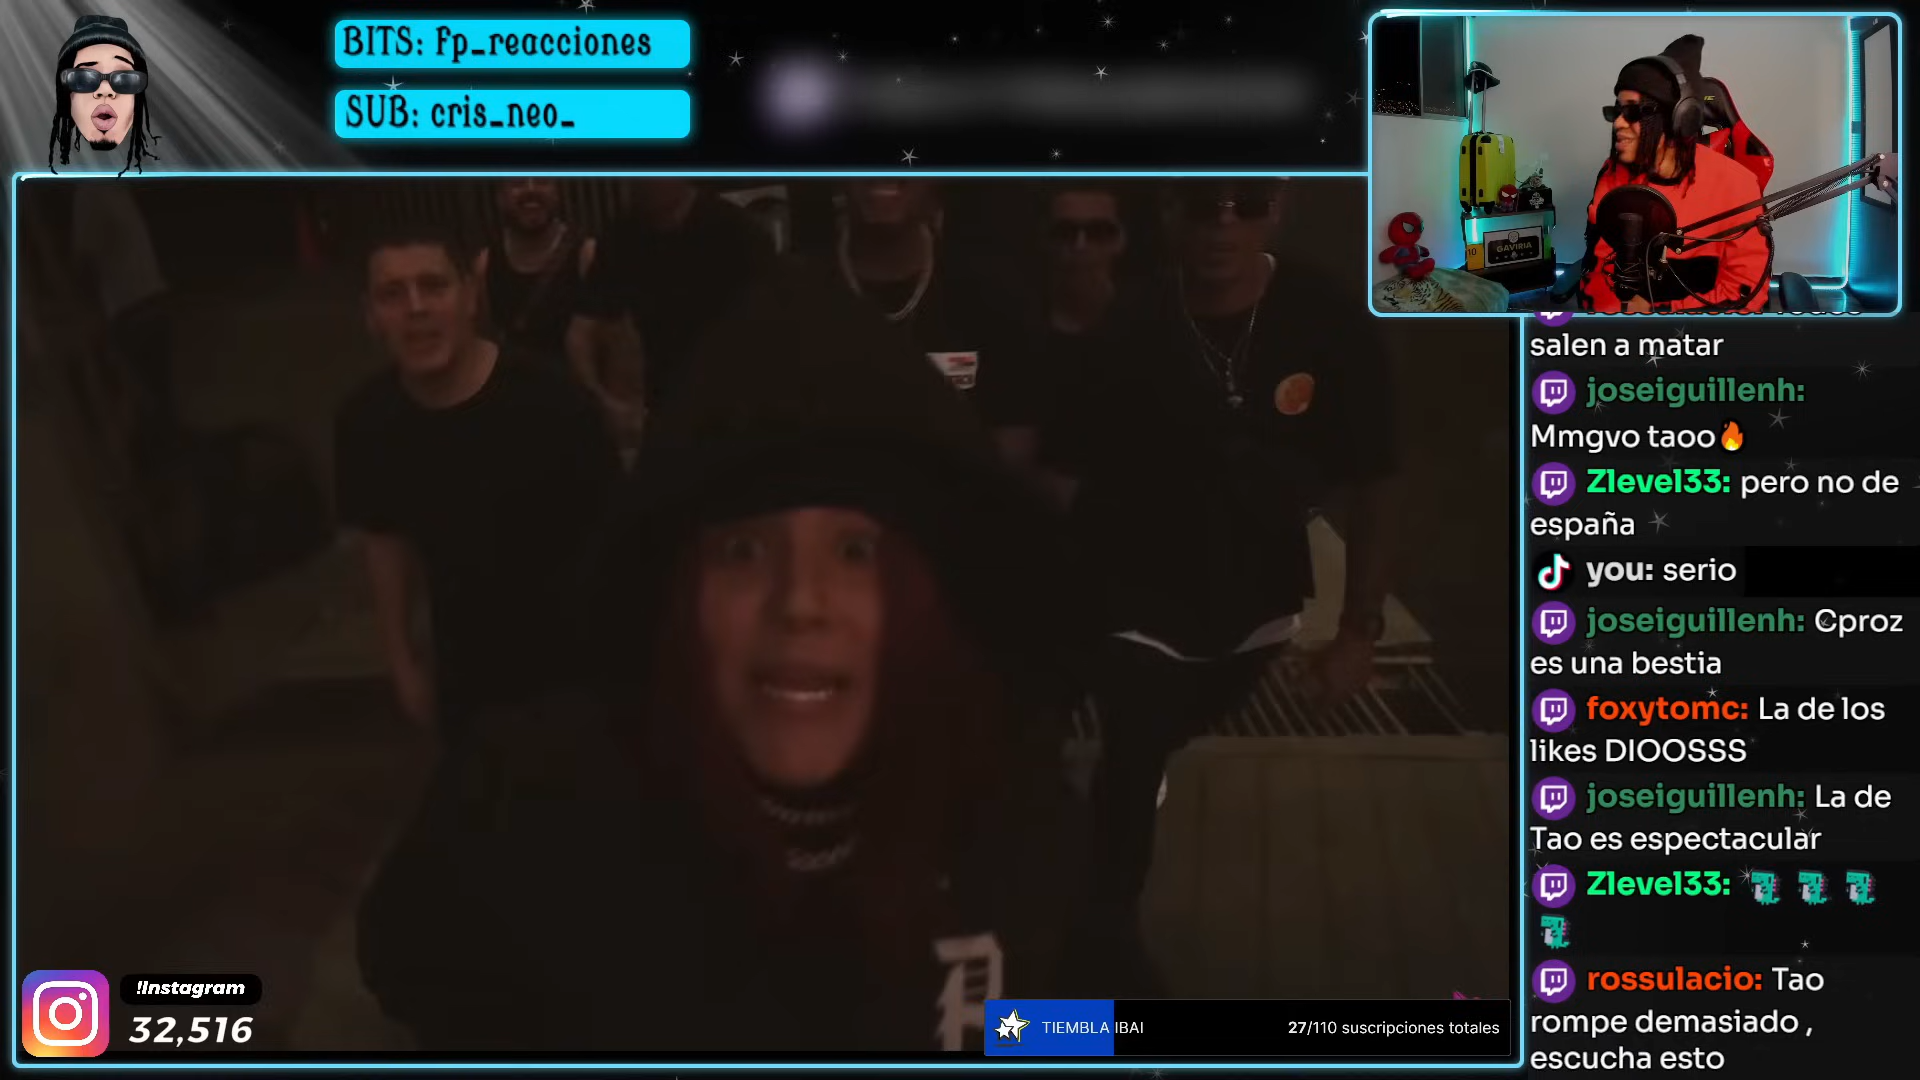 BITS: Fp_reacciones
SUB: cris_neo_
GAVIRIA
salen a matar
joseiguillenh:
Mmgvo taoo🔥
Zlevel33: pero no de
españa
you: serio
joseiguillenh: Cproz
es una bestia
foxytomc: La de los
likes DIOOSSS
joseiguillenh: La de
Tao es espectacular
Zlevel33:
rossulacio: Tao
rompe demasiado ,
escucha esto
!Instagram
32,516
TIEMBLA IBAI
27/110 suscripciones totales